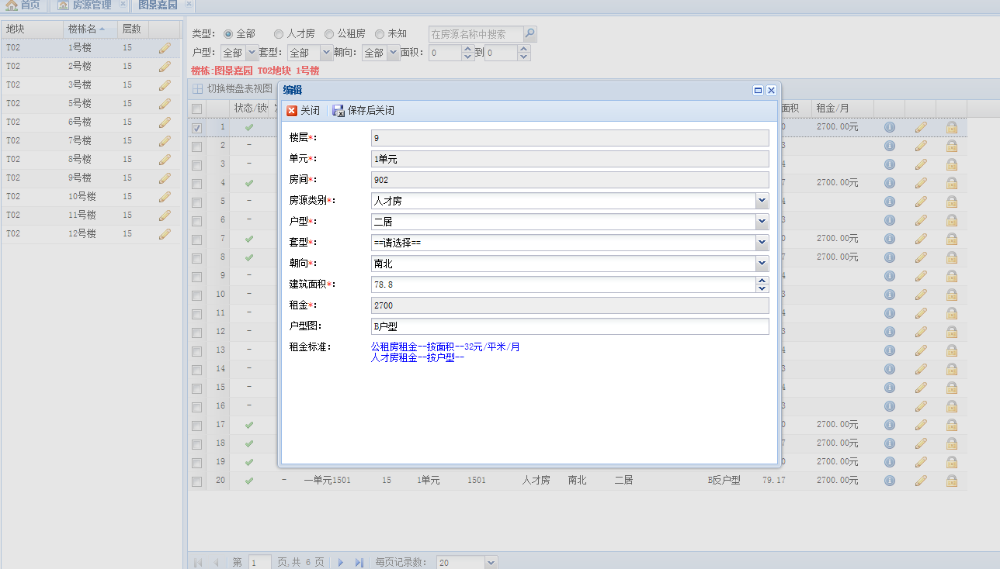 首页 房源管理 图景嘉园
地块 楼栋名 层数
T02 1号楼 15
T02 2号楼 15
T02 3号楼 15
T02 5号楼 15
T02 6号楼 15
T02 7号楼 15
T02 8号楼 15
T02 9号楼 15
T02 10号楼 15
T02 11号楼 15
T02 12号楼 15
类型: 全部 人才房 公租房 未知 在房源名称中搜索
户型: 全部 套型: 全部 朝向: 全部 面积: 0 到 0
楼栋:图景嘉园 T02地块 1号楼
切换楼盘表视图
状态/锁 面积 租金/月
编辑
关闭 保存后关闭
楼层*: 9
单元*: 1单元
房间*: 902
房源类别*: 人才房
户型*: 二居
套型*: ==请选择==
朝向*: 南北
建筑面积*: 78.8
租金*: 2700
户型图: B户型
租金标准: 公租房租金--按面积--32元/平米/月
人才房租金--按户型--
1 0 2700.00元
2 - 3
3 - 4
4 7 2700.00元
5 - 4
6 - 3
7 0 2700.00元
8 7 2700.00元
9 - 4
10 - 3
11 - 4
12 - 3
13 - 4
14 - 3
15 - 4
16 - 3
17 0 2700.00元
18 7 2700.00元
19 0 2700.00元
20 - 一单元1501 15 1单元 1501 人才房 南北 二居 B反户型 79.17 2700.00元
第 1 页,共 6 页 每页记录数: 20